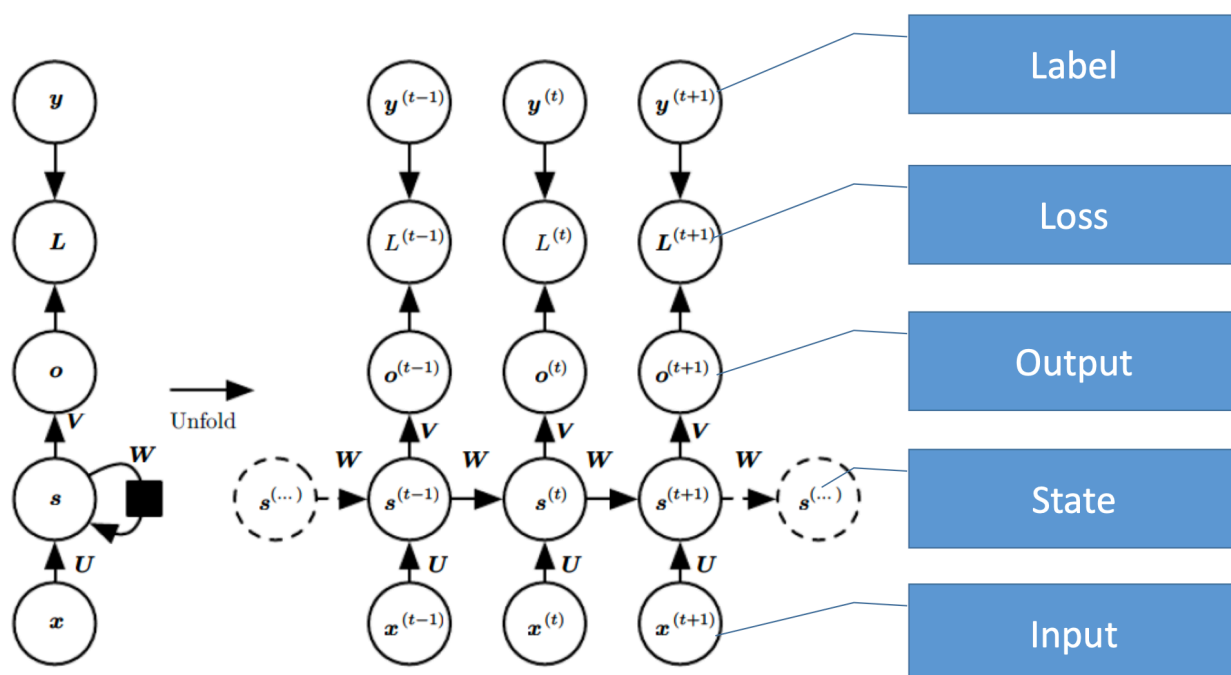 y y^(t−1) y^(t) y^(t+1) Label
L L^(t−1) L^(t) L^(t+1) Loss
o o^(t−1) o^(t) o^(t+1) Output
Unfold
V V V V
W W W W W
s s^(...) s^(t−1) s^(t) s^(t+1) s^(...) State
U U U U
x x^(t−1) x^(t) x^(t+1) Input